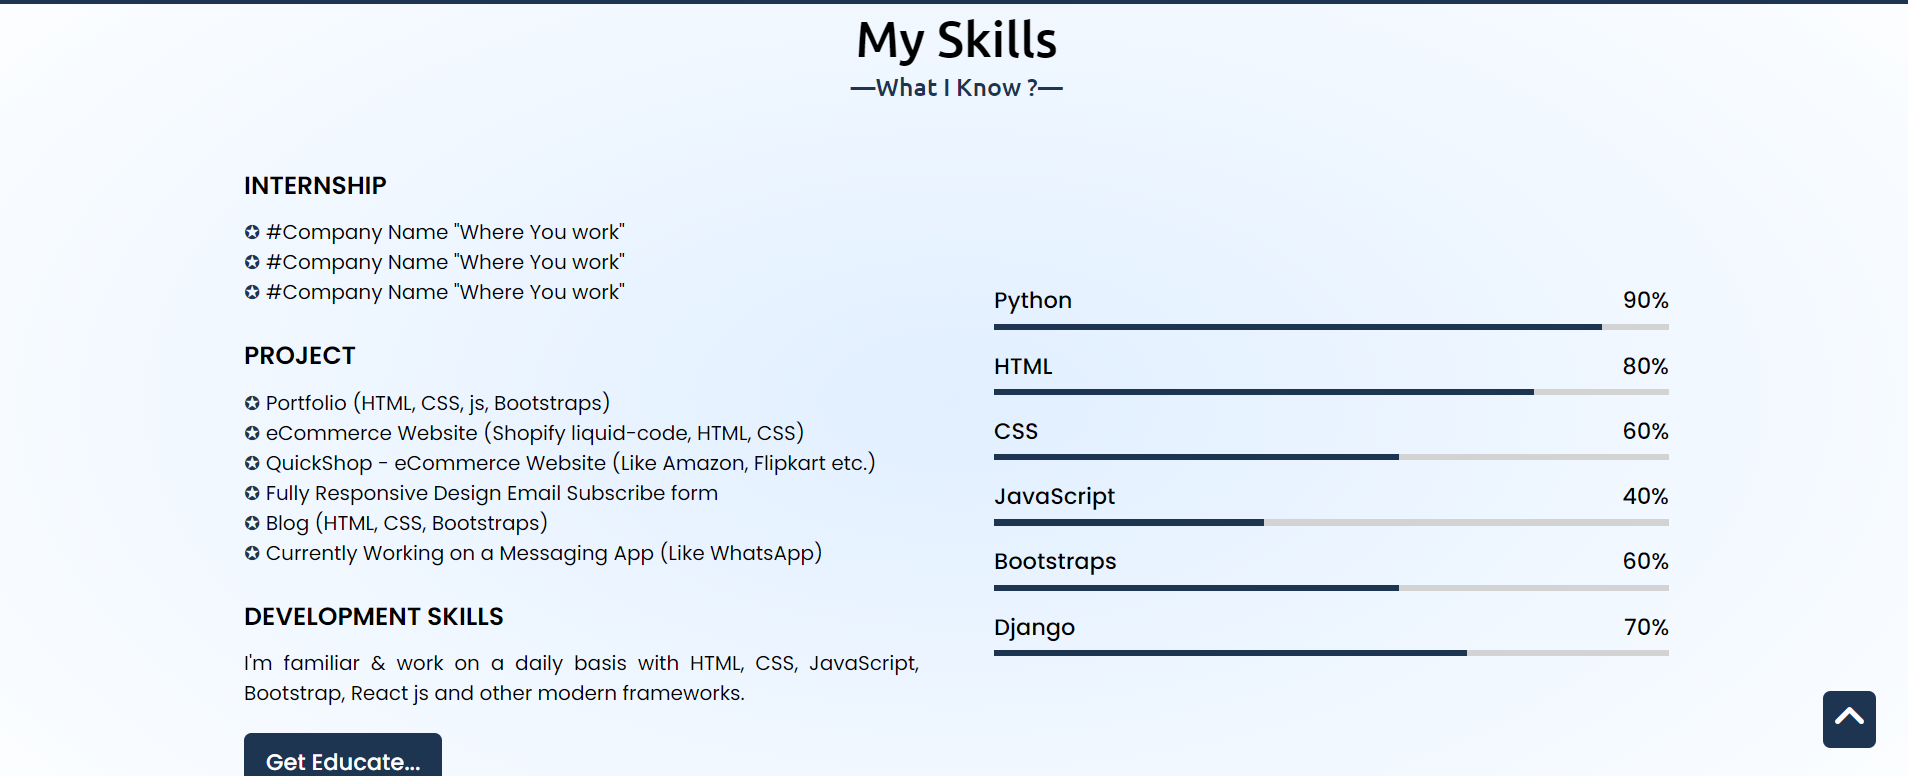 My Skills
—What I Know ?—
INTERNSHIP
✪ #Company Name "Where You work"
✪ #Company Name "Where You work"
✪ #Company Name "Where You work"
PROJECT
✪ Portfolio (HTML, CSS, js, Bootstraps)
✪ eCommerce Website (Shopify liquid-code, HTML, CSS)
✪ QuickShop - eCommerce Website (Like Amazon, Flipkart etc.)
✪ Fully Responsive Design Email Subscribe form
✪ Blog (HTML, CSS, Bootstraps)
✪ Currently Working on a Messaging App (Like WhatsApp)
DEVELOPMENT SKILLS
I'm familiar & work on a daily basis with HTML, CSS, JavaScript,
Bootstrap, React js and other modern frameworks.
Get Educate...
Python 90%
HTML 80%
CSS 60%
JavaScript 40%
Bootstraps 60%
Django 70%